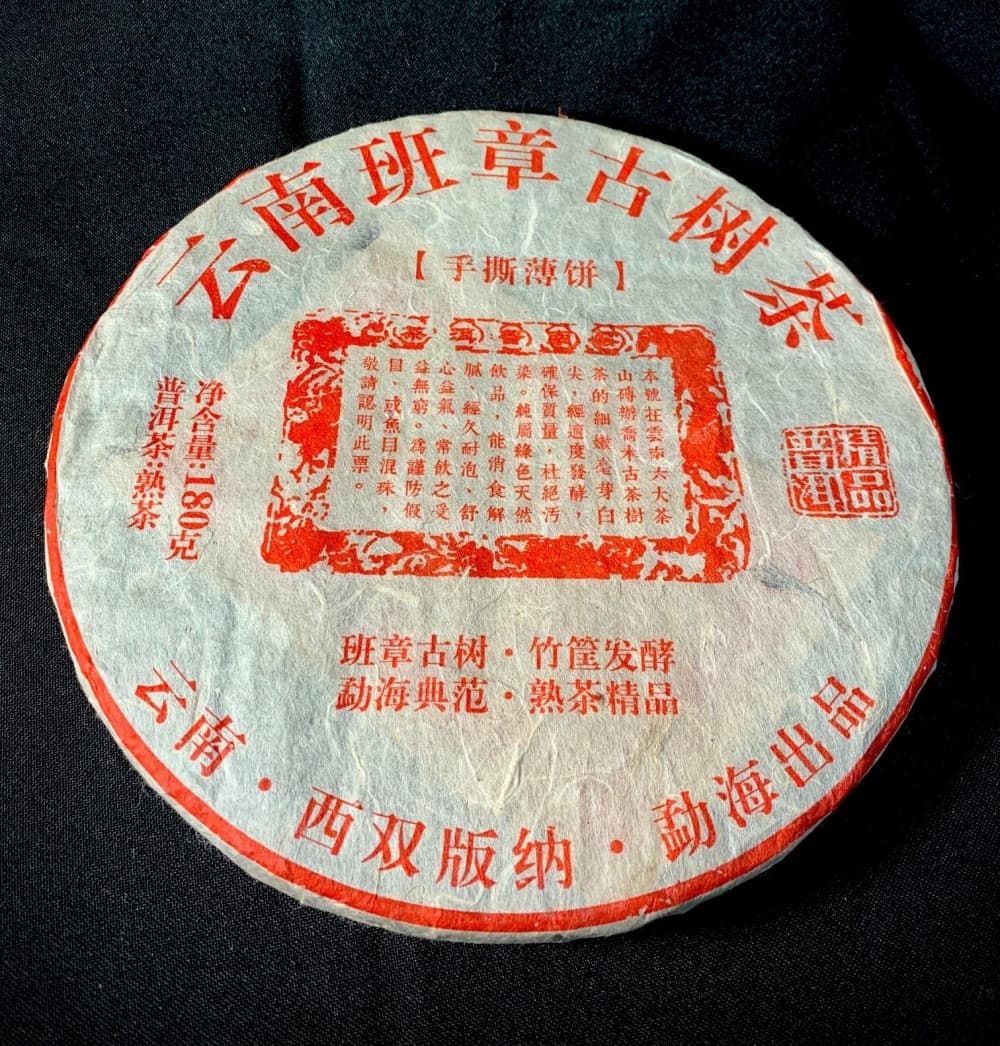 云南班章古树茶
【手撕薄饼】
本號在雲南六大茶
山磚辦喬木古茶樹
茶的細嫩毫芽白
尖，經適度發酵，
確保質量，杜絕汚
染。純屬綠色天然
飲品，能消食解
膩、經久耐泡、舒
心益氣、常飲之受
益無窮。爲謹防假
冒、或魚目混珠，
敬請認明此票。
精品
普洱
净含量:180克
普洱茶:熟茶
班章古树·竹筐发酵
勐海典范·熟茶精品
云南·西双版纳·勐海出品